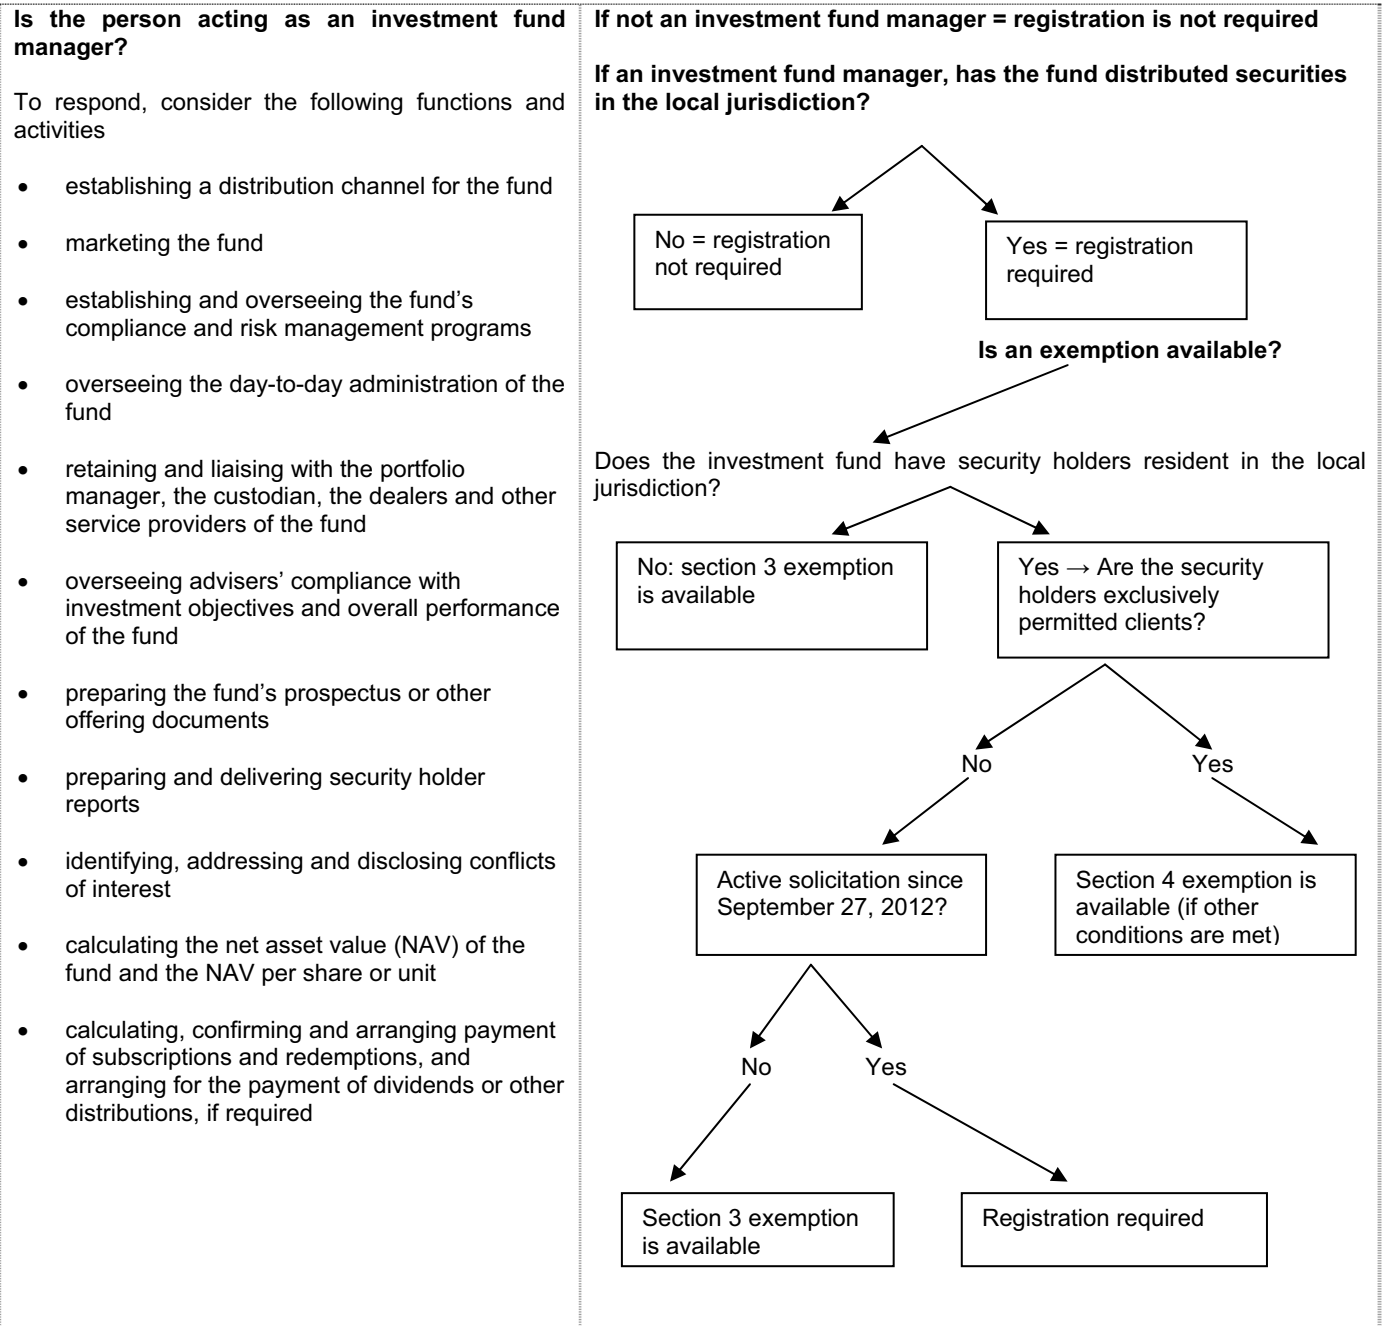 Is the person acting as an investment fund
manager?
To respond, consider the following functions and
activities
• establishing a distribution channel for the fund
• marketing the fund
• establishing and overseeing the fund's
compliance and risk management programs
• overseeing the day-to-day administration of the
fund
• retaining and liaising with the portfolio
manager, the custodian, the dealers and other
service providers of the fund
• overseeing advisers' compliance with
investment objectives and overall performance
of the fund
• preparing the fund's prospectus or other
offering documents
• preparing and delivering security holder
reports
• identifying, addressing and disclosing conflicts
of interest
• calculating the net asset value (NAV) of the
fund and the NAV per share or unit
• calculating, confirming and arranging payment
of subscriptions and redemptions, and
arranging for the payment of dividends or other
distributions, if required
If not an investment fund manager = registration is not required
If an investment fund manager, has the fund distributed securities
in the local jurisdiction?
No = registration
not required
Yes = registration
required
Is an exemption available?
Does the investment fund have security holders resident in the local
jurisdiction?
No: section 3 exemption
is available
Yes → Are the security
holders exclusively
permitted clients?
No
Yes
Active solicitation since
September 27, 2012?
Section 4 exemption is
available (if other
conditions are met)
No
Yes
Section 3 exemption
is available
Registration required